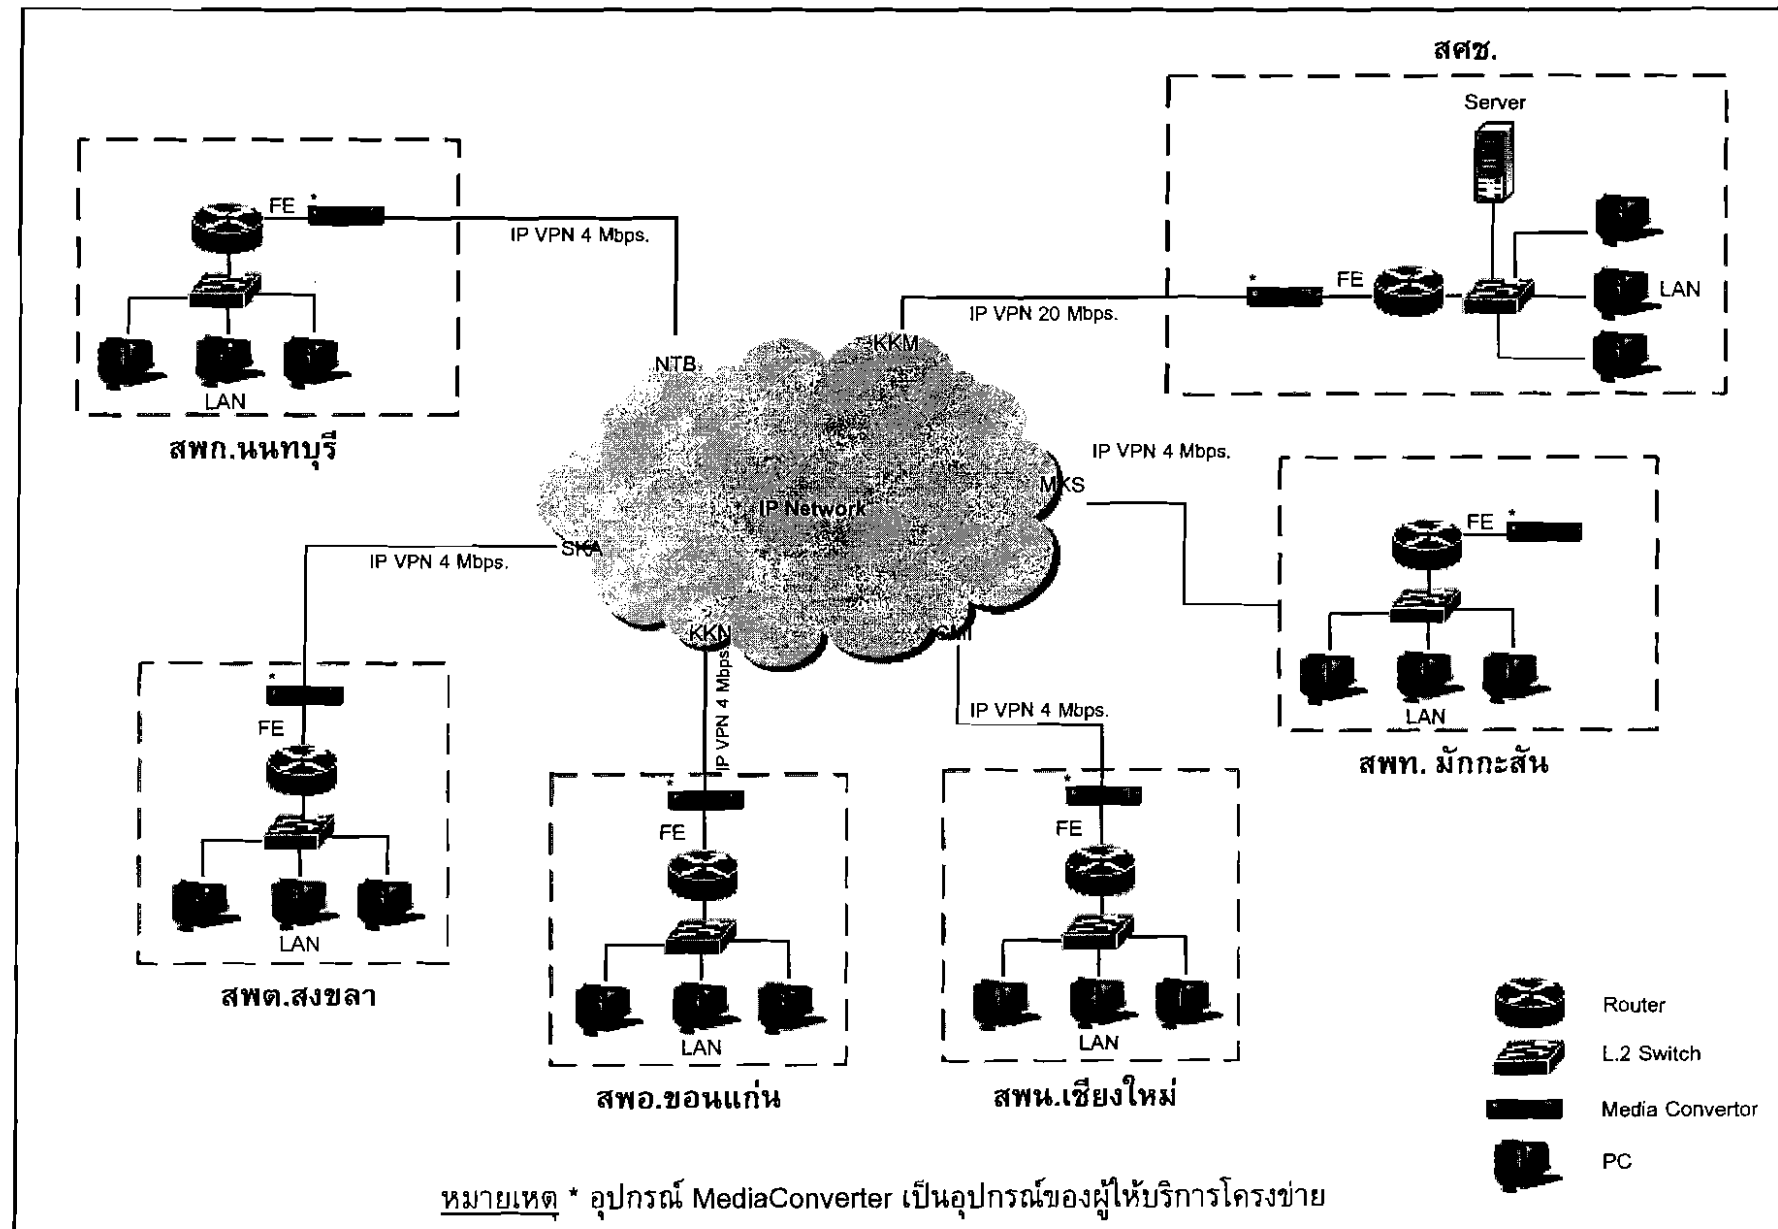 สศช.
Server
*
FE
LAN
IP VPN 20 Mbps.
*
FE
IP VPN 4 Mbps.
LAN
สพก.นนทบุรี
NTB
KKM
IP VPN 4 Mbps.
MKS
IP Network
SKA
IP VPN 4 Mbps.
KKN
CMI
*
FE
LAN
สพท. มักกะสัน
*
FE
LAN
สพต.สงขลา
IP VPN 4 Mbps.
*
FE
LAN
สพอ.ขอนแก่น
IP VPN 4 Mbps.
*
FE
LAN
สพน.เชียงใหม่
Router
L.2 Switch
Media Convertor
PC
หมายเหตุ * อุปกรณ์ MediaConverter เป็นอุปกรณ์ของผู้ให้บริการโครงข่าย